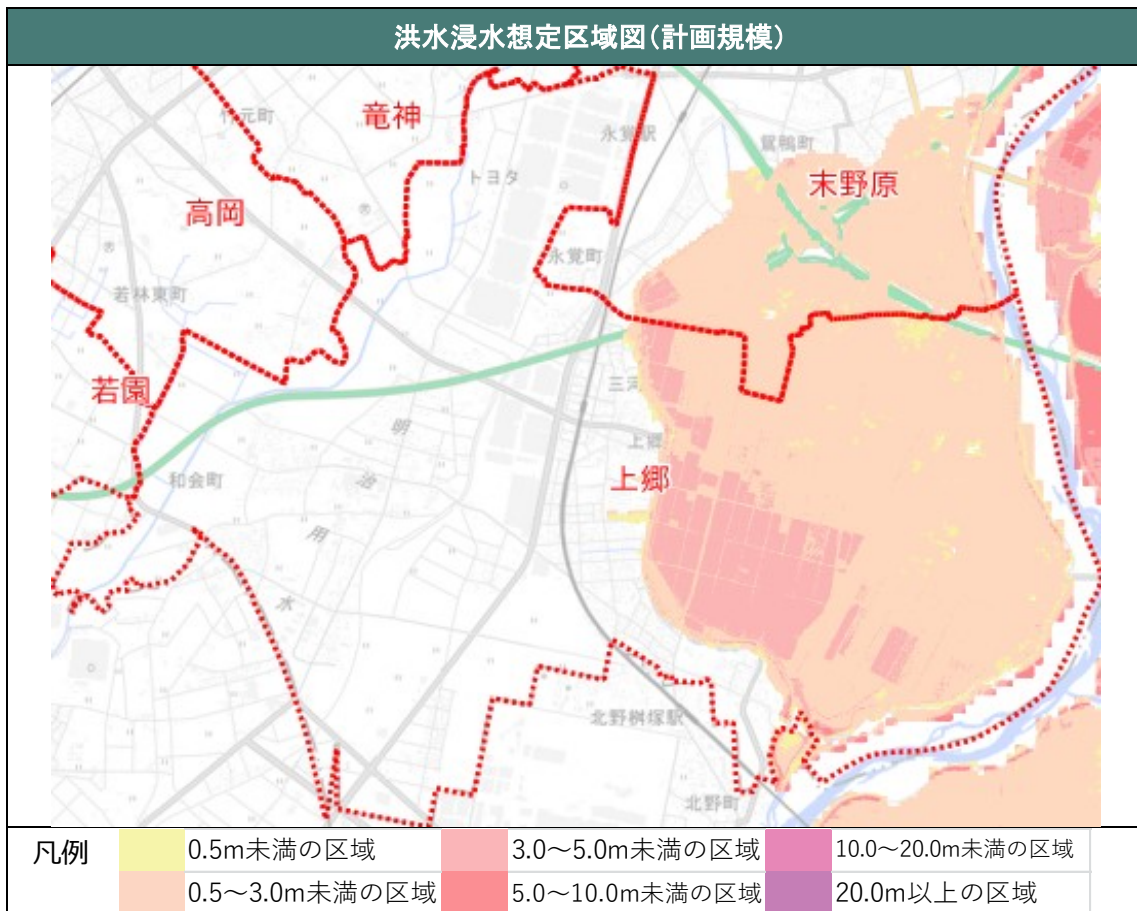 洪水浸水想定区域図(計画規模)
竹元町
竜神
永覚駅
鴛鴨町
トヨタ
末野原
高岡
永覚町
若林東町
若園
三河
明
上郷
上郷
治
和会町
用
水
北野桝塚駅
北野町
凡例
0.5m未満の区域
3.0～5.0m未満の区域
10.0～20.0m未満の区域
0.5～3.0m未満の区域
5.0～10.0m未満の区域
20.0m以上の区域